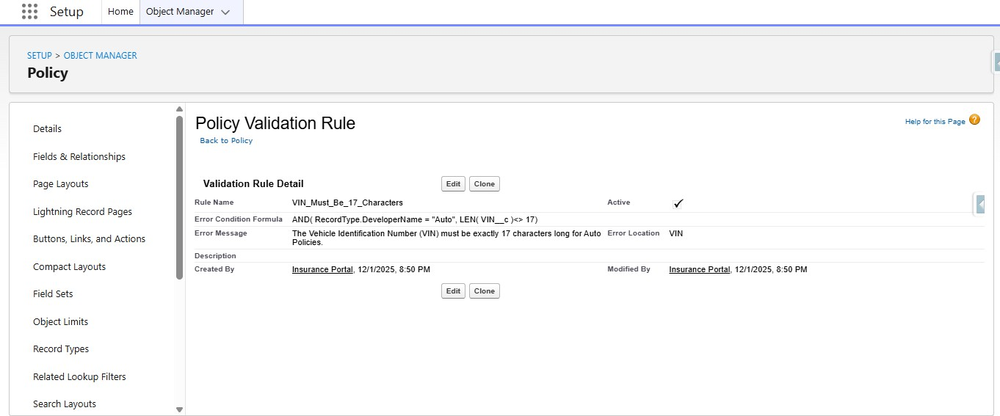 Setup Home Object Manager
SETUP > OBJECT MANAGER
Policy
Details
Fields & Relationships
Page Layouts
Lightning Record Pages
Buttons, Links, and Actions
Compact Layouts
Field Sets
Object Limits
Record Types
Related Lookup Filters
Search Layouts
Policy Validation Rule
Help for this Page ?
Back to Policy
Validation Rule Detail Edit Clone
Rule Name VIN_Must_Be_17_Characters Active
Error Condition Formula AND( RecordType.DeveloperName = "Auto", LEN( VIN__c )<> 17)
Error Message The Vehicle Identification Number (VIN) must be exactly 17 characters long for Auto Error Location VIN
Policies.
Description
Created By Insurance Portal, 12/1/2025, 8:50 PM Modified By Insurance Portal, 12/1/2025, 8:50 PM
Edit Clone